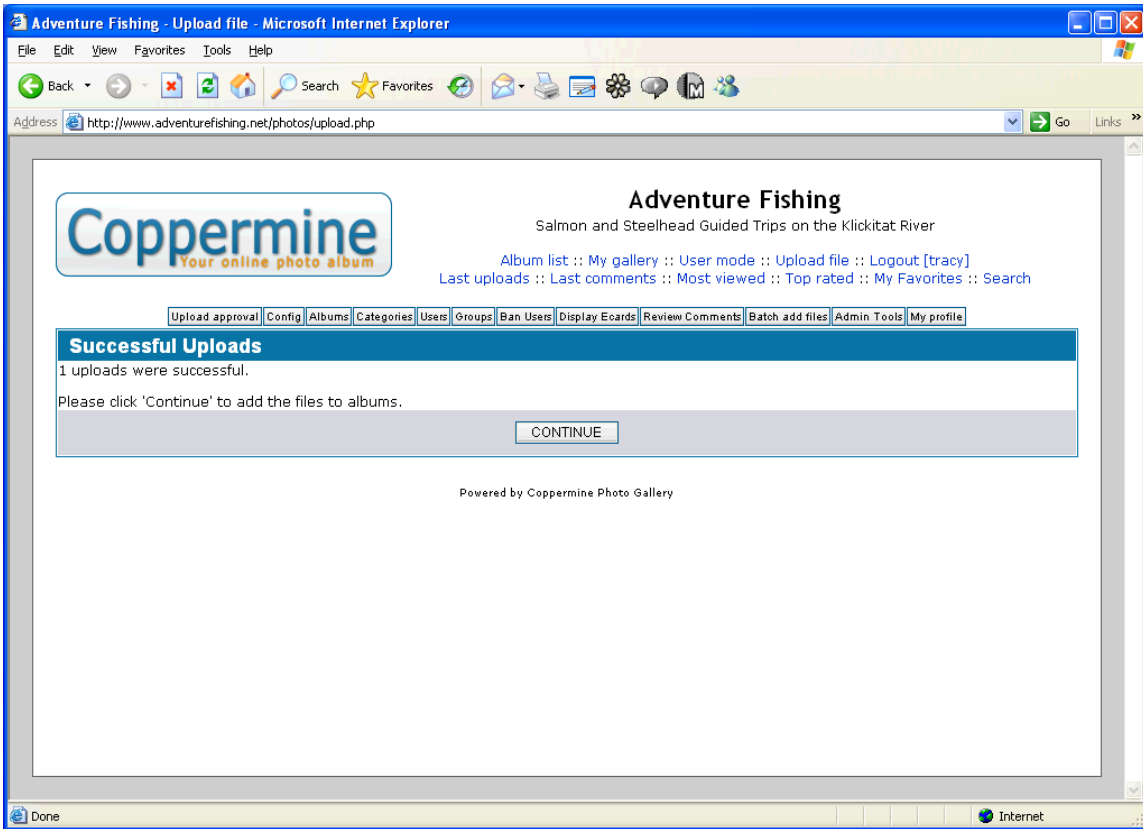 Adventure Fishing - Upload file - Microsoft Internet Explorer
File Edit View Favorites Tools Help
Back Search Favorites
Address http://www.adventurefishing.net/photos/upload.php Go Links »
Coppermine
Your online photo album
Adventure Fishing
Salmon and Steelhead Guided Trips on the Klickitat River
Album list :: My gallery :: User mode :: Upload file :: Logout [tracy]
Last uploads :: Last comments :: Most viewed :: Top rated :: My Favorites :: Search
Upload approval Config Albums Categories Users Groups Ban Users Display Ecards Review Comments Batch add files Admin Tools My profile
Successful Uploads
1 uploads were successful.
Please click 'Continue' to add the files to albums.
CONTINUE
Powered by Coppermine Photo Gallery
Done Internet